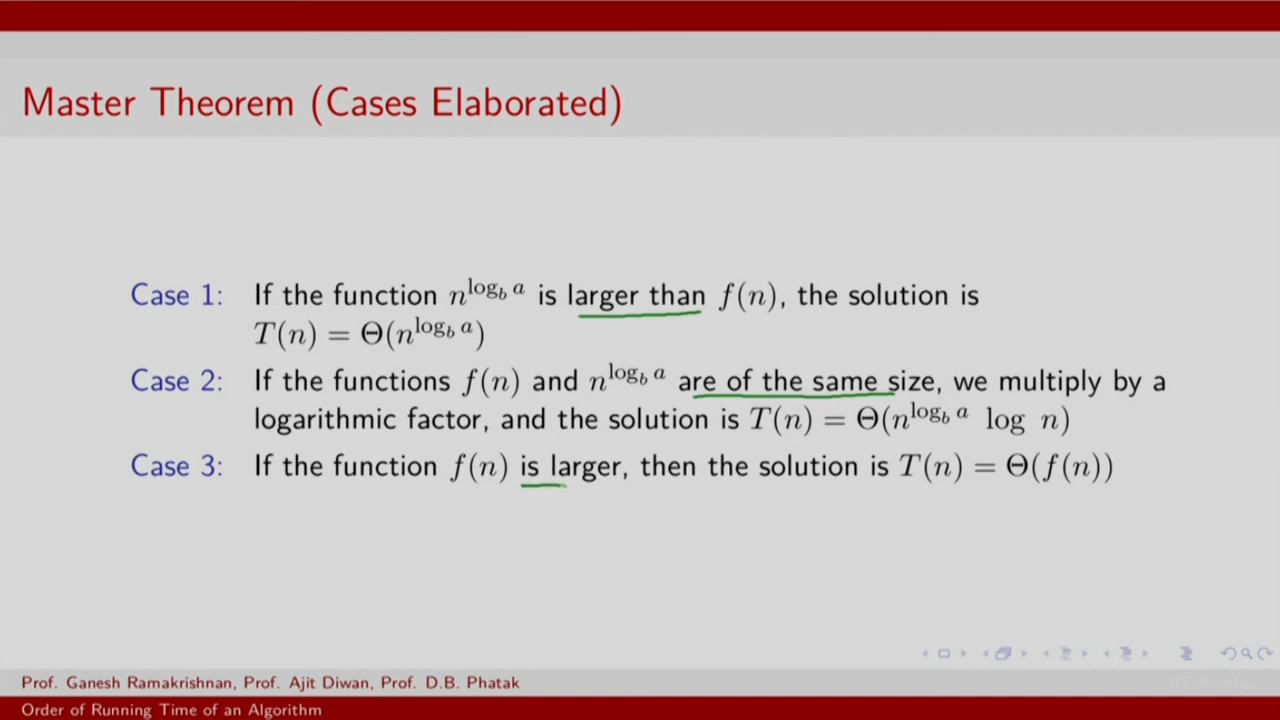 Master Theorem (Cases Elaborated)
Case 1: If the function n^{log_b a} is larger than f(n), the solution is
T(n) = Θ(n^{log_b a})
Case 2: If the functions f(n) and n^{log_b a} are of the same size, we multiply by a
logarithmic factor, and the solution is T(n) = Θ(n^{log_b a} log n)
Case 3: If the function f(n) is larger, then the solution is T(n) = Θ(f(n))
Prof. Ganesh Ramakrishnan, Prof. Ajit Diwan, Prof. D.B. Phatak
Order of Running Time of an Algorithm